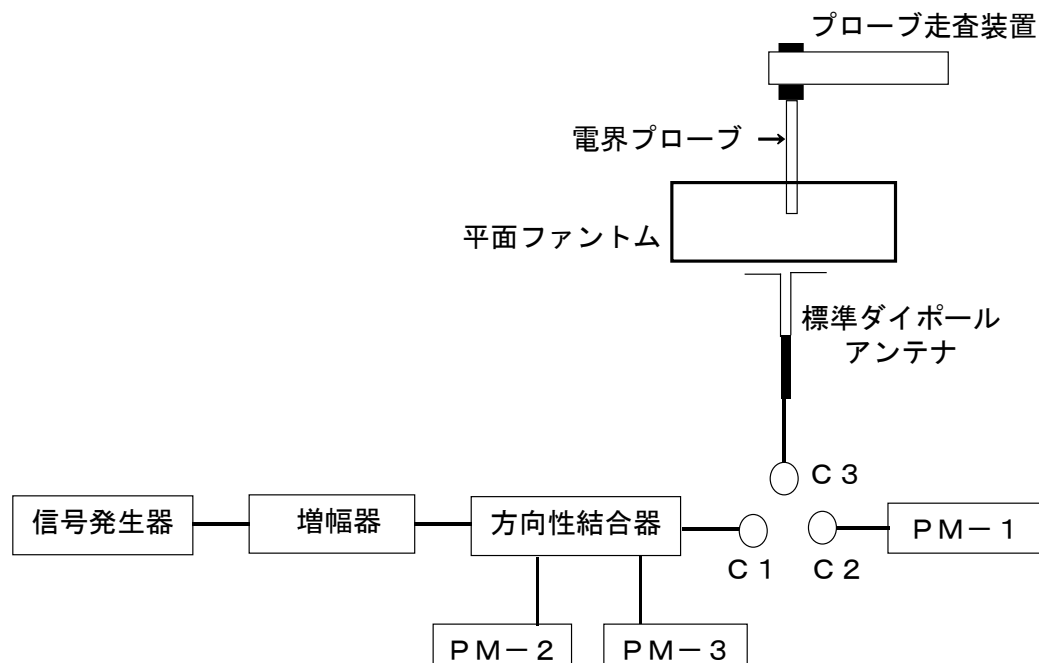 プローブ走査装置
電界プローブ →
平面ファントム
標準ダイポール
アンテナ
C3
信号発生器
増幅器
方向性結合器
PM-1
C1
C2
PM-2
PM-3